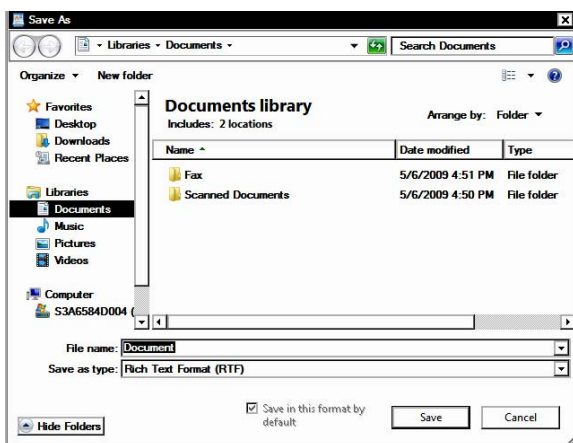 Save As
Libraries Documents Search Documents
Organize New folder
Favorites
Desktop
Downloads
Recent Places
Libraries
Documents
Music
Pictures
Videos
Computer
S3A6584D004 (
Documents library
Includes: 2 locations
Arrange by: Folder
Name Date modified Type
Fax 5/6/2009 4:51 PM File folder
Scanned Documents 5/6/2009 4:50 PM File folder
File name: Document
Save as type: Rich Text Format (RTF)
Save in this format by
default
Hide Folders Save Cancel